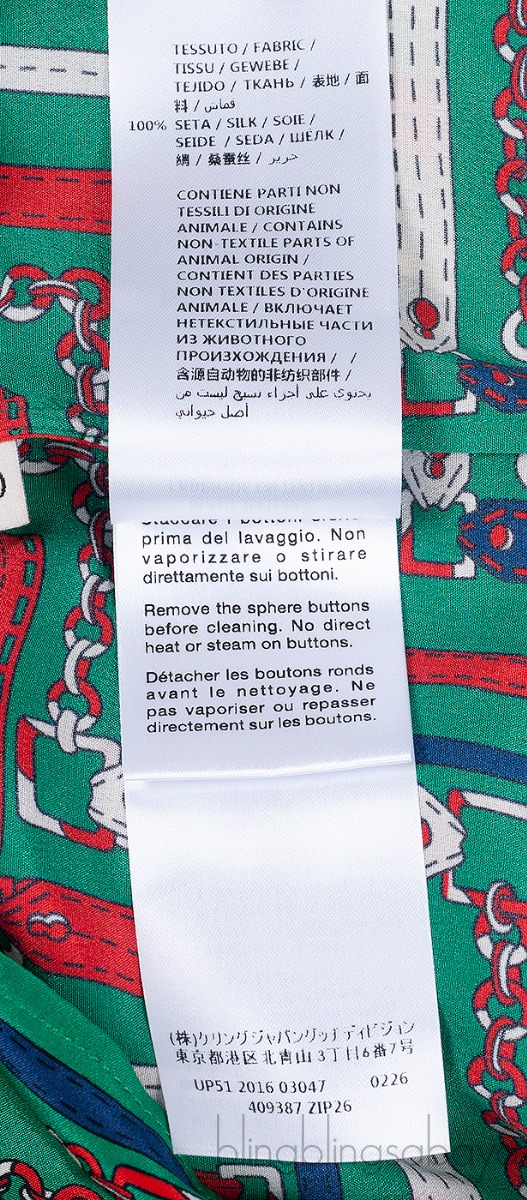 TESSUTO / FABRIC /
TISSU / GEWEBE /
TEJIDO / ТКАНЬ / 表地 / 面
料 / قماش /
100% SETA / SILK / SOIE /
SEIDE / SEDA / ШЁЛК /
絹 / 桑蚕丝 / حرير /
CONTIENE PARTI NON
TESSILI DI ORIGINE
ANIMALE / CONTAINS
NON-TEXTILE PARTS OF
ANIMAL ORIGIN /
CONTIENT DES PARTIES
NON TEXTILES D'ORIGINE
ANIMALE / ВКЛЮЧАЕТ
НЕТЕКСТИЛЬНЫЕ ЧАСТИ
ИЗ ЖИВОТНОГО
ПРОИЗХОЖДЕНИЯ / /
含源自动物的非纺织部件 /
يحتوي على أجزاء نسيج ليست من
أصل حيواني
prima del lavaggio. Non
vaporizzare o stirare
direttamente sui bottoni.
Remove the sphere buttons
before cleaning. No direct
heat or steam on buttons.
Détacher les boutons ronds
avant le nettoyage. Ne
pas vaporiser ou repasser
directement sur les boutons.
(株)ケリングジャパングッチディビジョン
東京都港区北青山3丁目6番7号
UP51 2016 03047 0226
409387 ZIP26